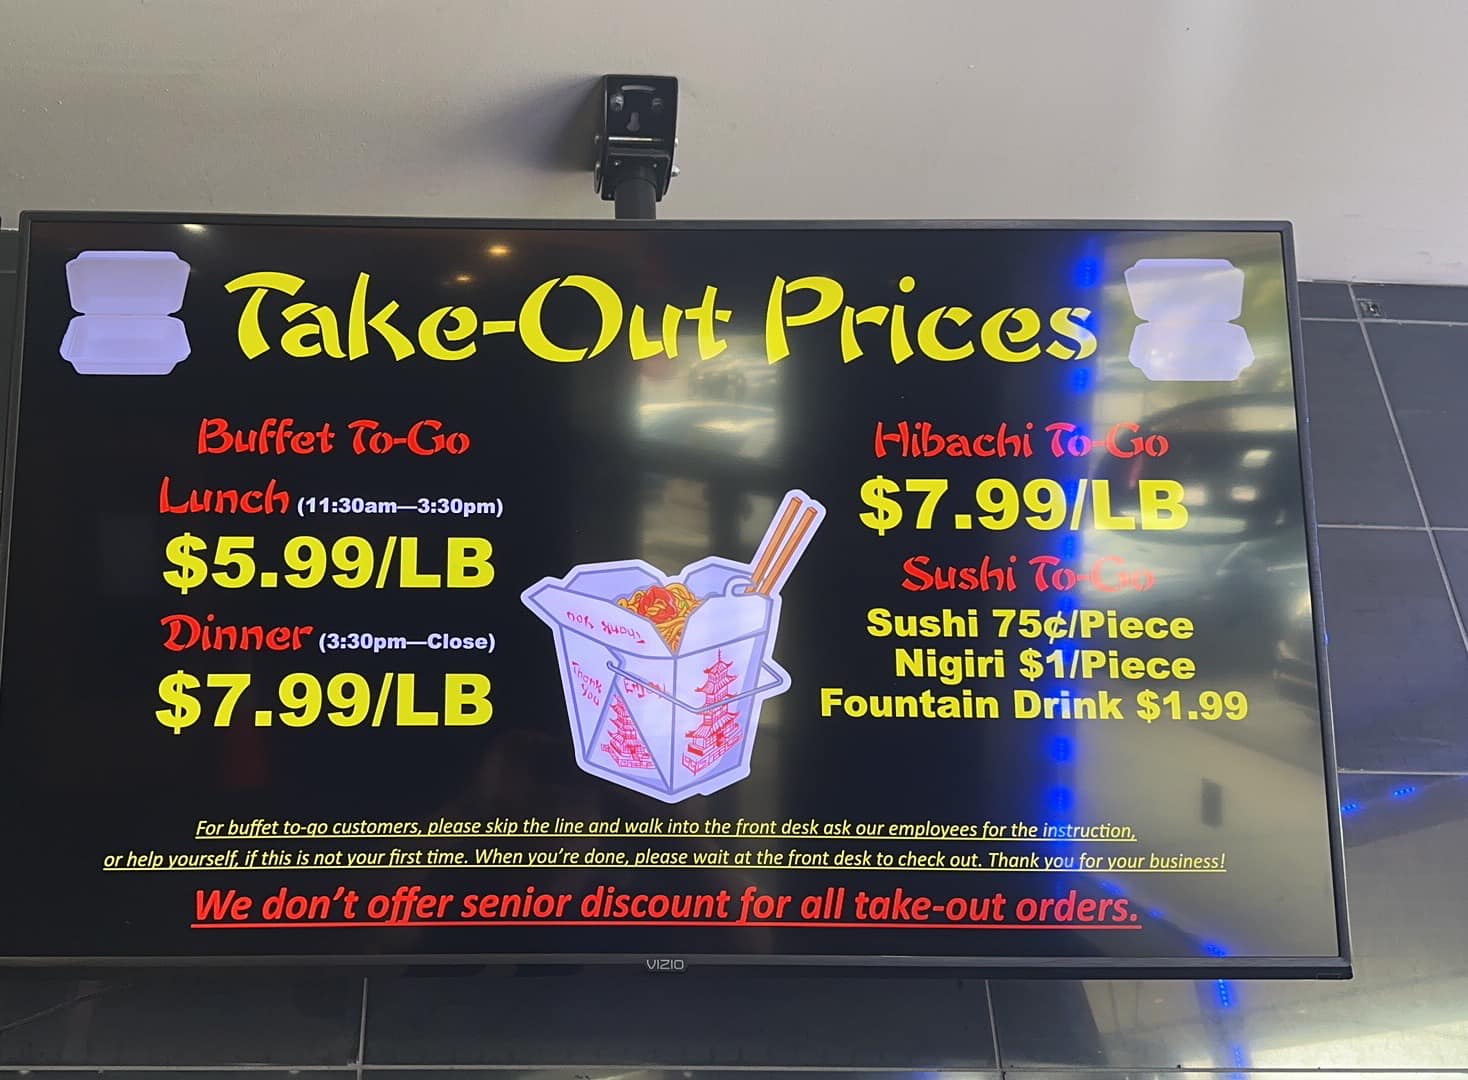 Take-Out Prices
Buffet To-Go
Lunch (11:30am—3:30pm)
$5.99/LB
Dinner (3:30pm—Close)
$7.99/LB
Hibachi To-Go
$7.99/LB
Sushi To-Go
Sushi 75¢/Piece
Nigiri $1/Piece
Fountain Drink $1.99
Thank you
Thank
You
Enjoy
For buffet to-go customers, please skip the line and walk into the front desk ask our employees for the instruction,
or help yourself, if this is not your first time. When you’re done, please wait at the front desk to check out. Thank you for your business!
We don’t offer senior discount for all take-out orders.
VIZIO